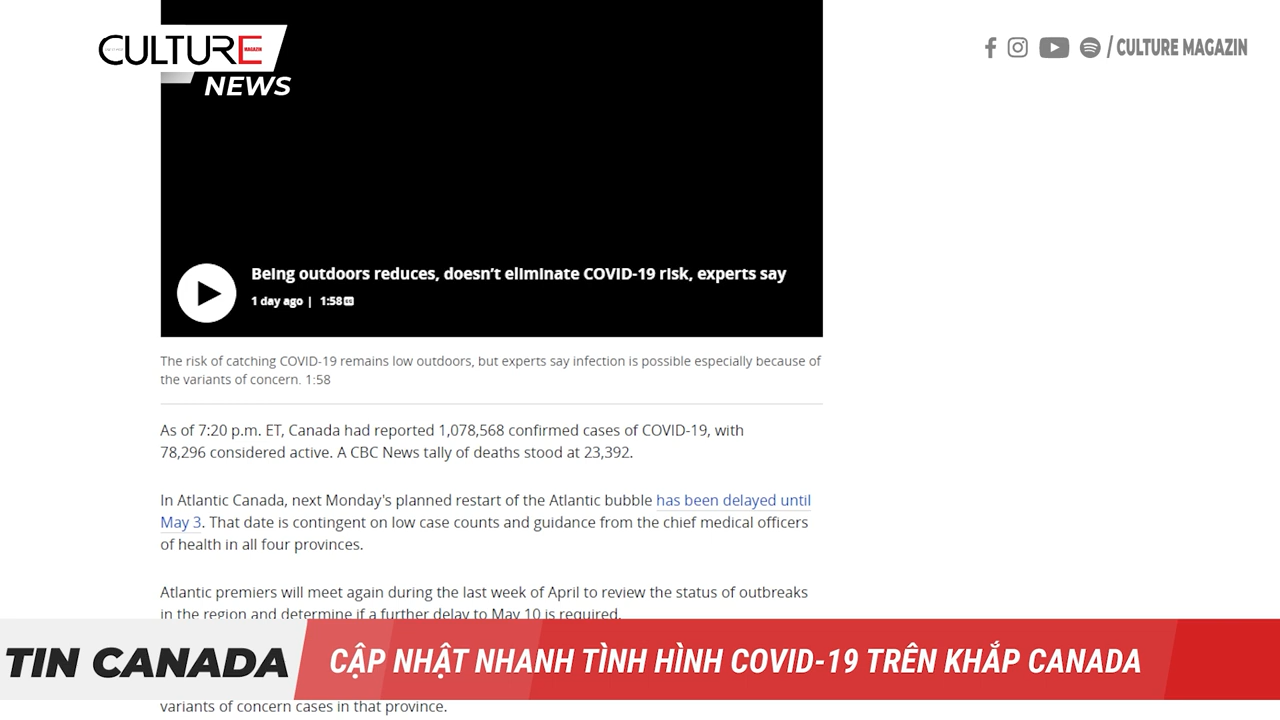 CULTURE MAGAZIN
NEWS
/ CULTURE MAGAZIN
Being outdoors reduces, doesn't eliminate COVID-19 risk, experts say
1 day ago | 1:58 CC
The risk of catching COVID-19 remains low outdoors, but experts say infection is possible especially because of
the variants of concern. 1:58
As of 7:20 p.m. ET, Canada had reported 1,078,568 confirmed cases of COVID-19, with
78,296 considered active. A CBC News tally of deaths stood at 23,392.
In Atlantic Canada, next Monday's planned restart of the Atlantic bubble has been delayed until
May 3. That date is contingent on low case counts and guidance from the chief medical officers
of health in all four provinces.
Atlantic premiers will meet again during the last week of April to review the status of outbreaks
in the region and determine if a further delay to May 10 is required.
TIN CANADA
CẬP NHẬT NHANH TÌNH HÌNH COVID-19 TRÊN KHẮP CANADA
variants of concern cases in that province.